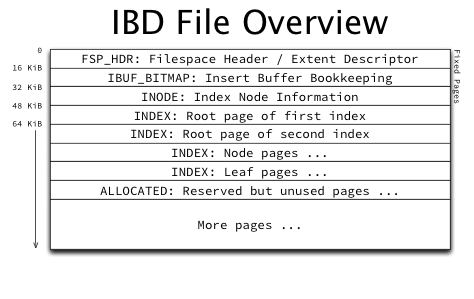 IBD File Overview
0
FSP_HDR: Filespace Header / Extent Descriptor
16 KiB
IBUF_BITMAP: Insert Buffer Bookkeeping
32 KiB
INODE: Index Node Information
48 KiB
INDEX: Root page of first index
64 KiB
INDEX: Root page of second index
INDEX: Node pages ...
INDEX: Leaf pages ...
ALLOCATED: Reserved but unused pages ...
More pages ...
Fixed Pages